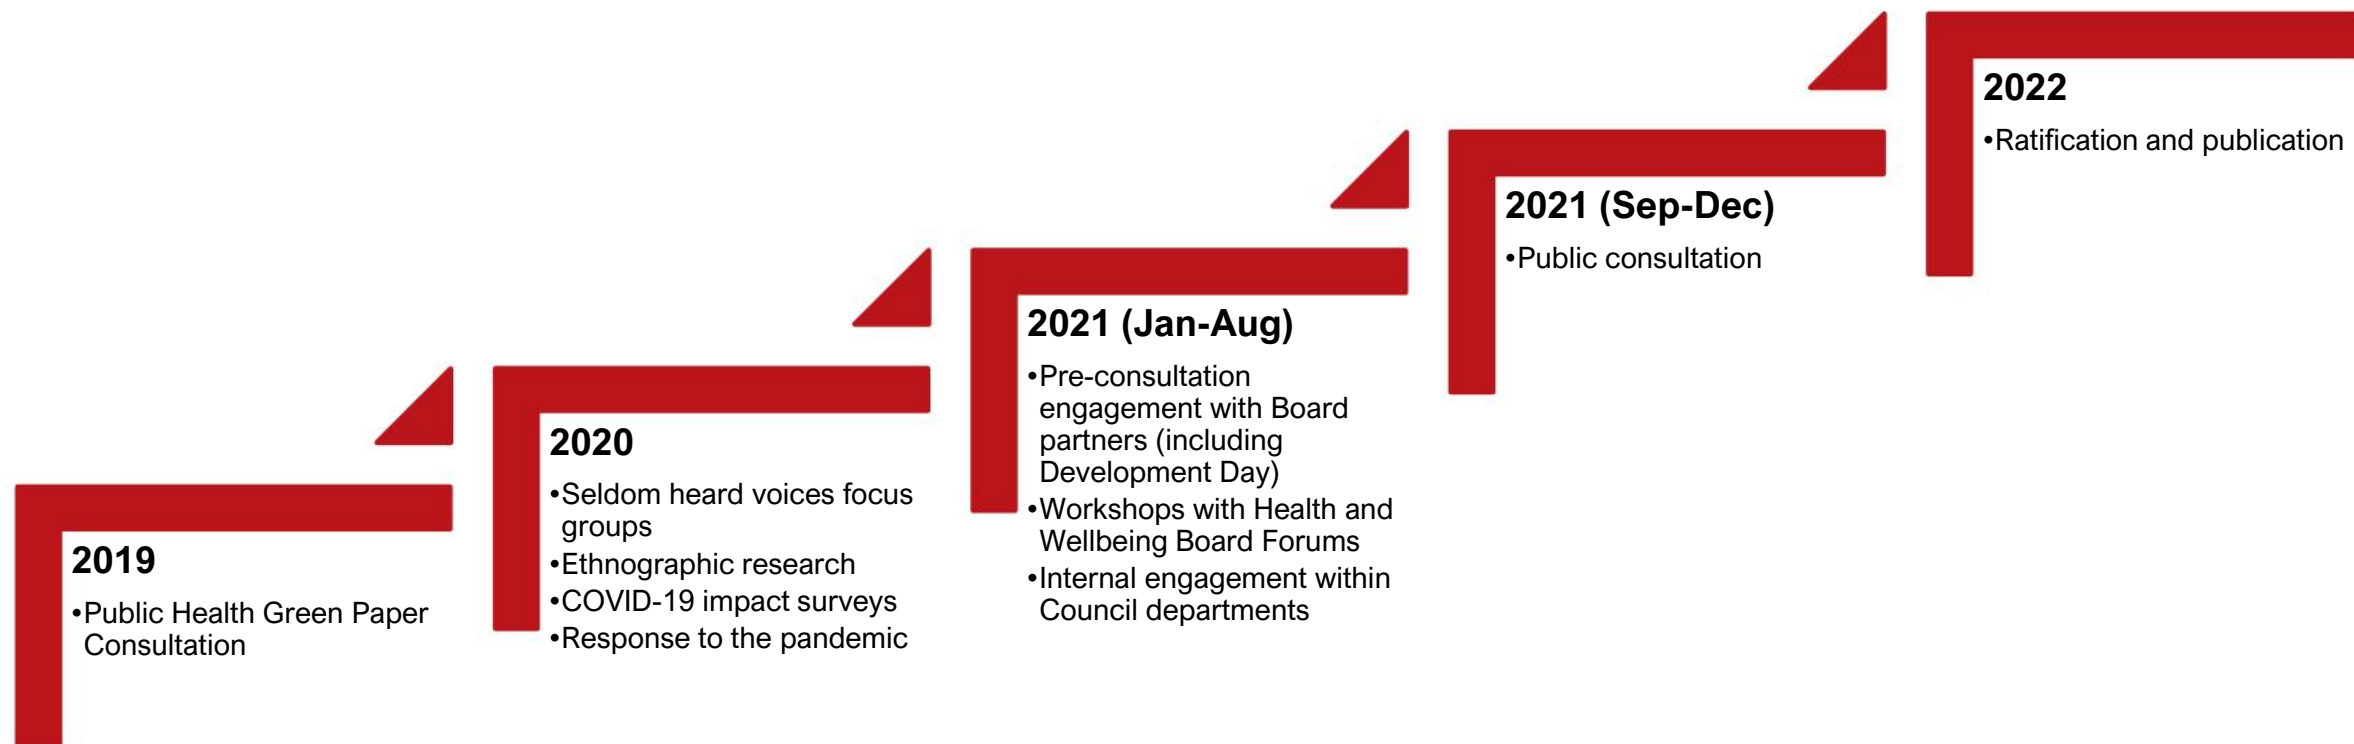 2019
•Public Health Green Paper
Consultation
2020
•Seldom heard voices focus
groups
•Ethnographic research
•COVID-19 impact surveys
•Response to the pandemic
2021 (Jan-Aug)
•Pre-consultation
engagement with Board
partners (including
Development Day)
•Workshops with Health and
Wellbeing Board Forums
•Internal engagement within
Council departments
2021 (Sep-Dec)
•Public consultation
2022
•Ratification and publication